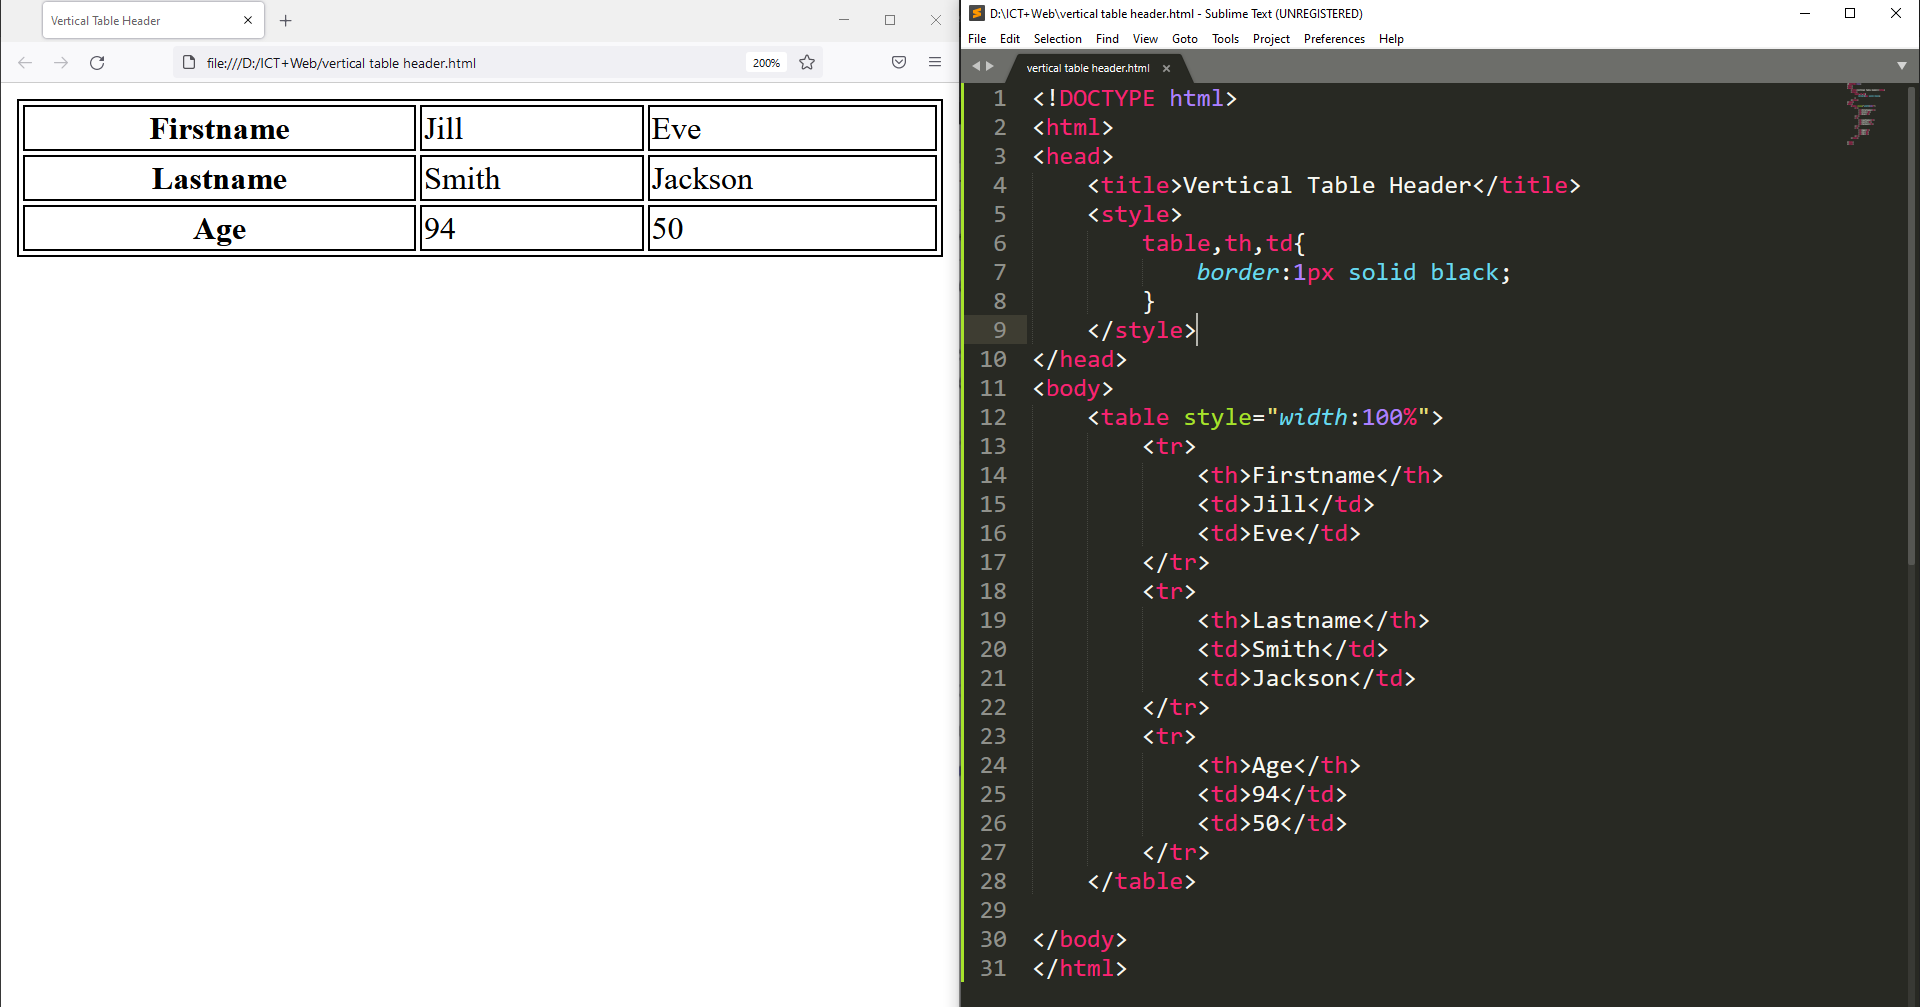 Vertical Table Header
file:///D:/ICT+Web/vertical table header.html
200%
Firstname Jill Eve
Lastname Smith Jackson
Age 94 50
D:\ICT+Web\vertical table header.html - Sublime Text (UNREGISTERED)
File Edit Selection Find View Goto Tools Project Preferences Help
vertical table header.html
1 <!DOCTYPE html>
2 <html>
3 <head>
4 <title>Vertical Table Header</title>
5 <style>
6 table,th,td{
7 border:1px solid black;
8 }
9 </style>
10 </head>
11 <body>
12 <table style="width:100%">
13 <tr>
14 <th>Firstname</th>
15 <td>Jill</td>
16 <td>Eve</td>
17 </tr>
18 <tr>
19 <th>Lastname</th>
20 <td>Smith</td>
21 <td>Jackson</td>
22 </tr>
23 <tr>
24 <th>Age</th>
25 <td>94</td>
26 <td>50</td>
27 </tr>
28 </table>
29
30 </body>
31 </html>